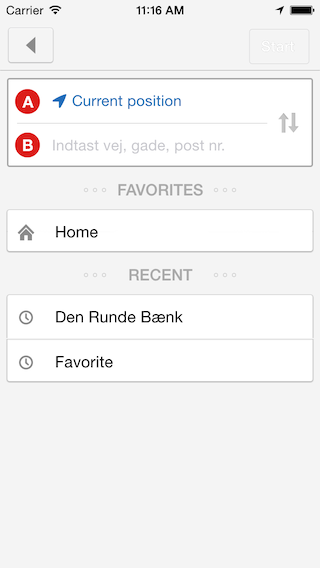 Carrier 11:16 AM
Start
A Current position
B Indtast vej, gade, post nr.
FAVORITES
Home
RECENT
Den Runde Bænk
Favorite